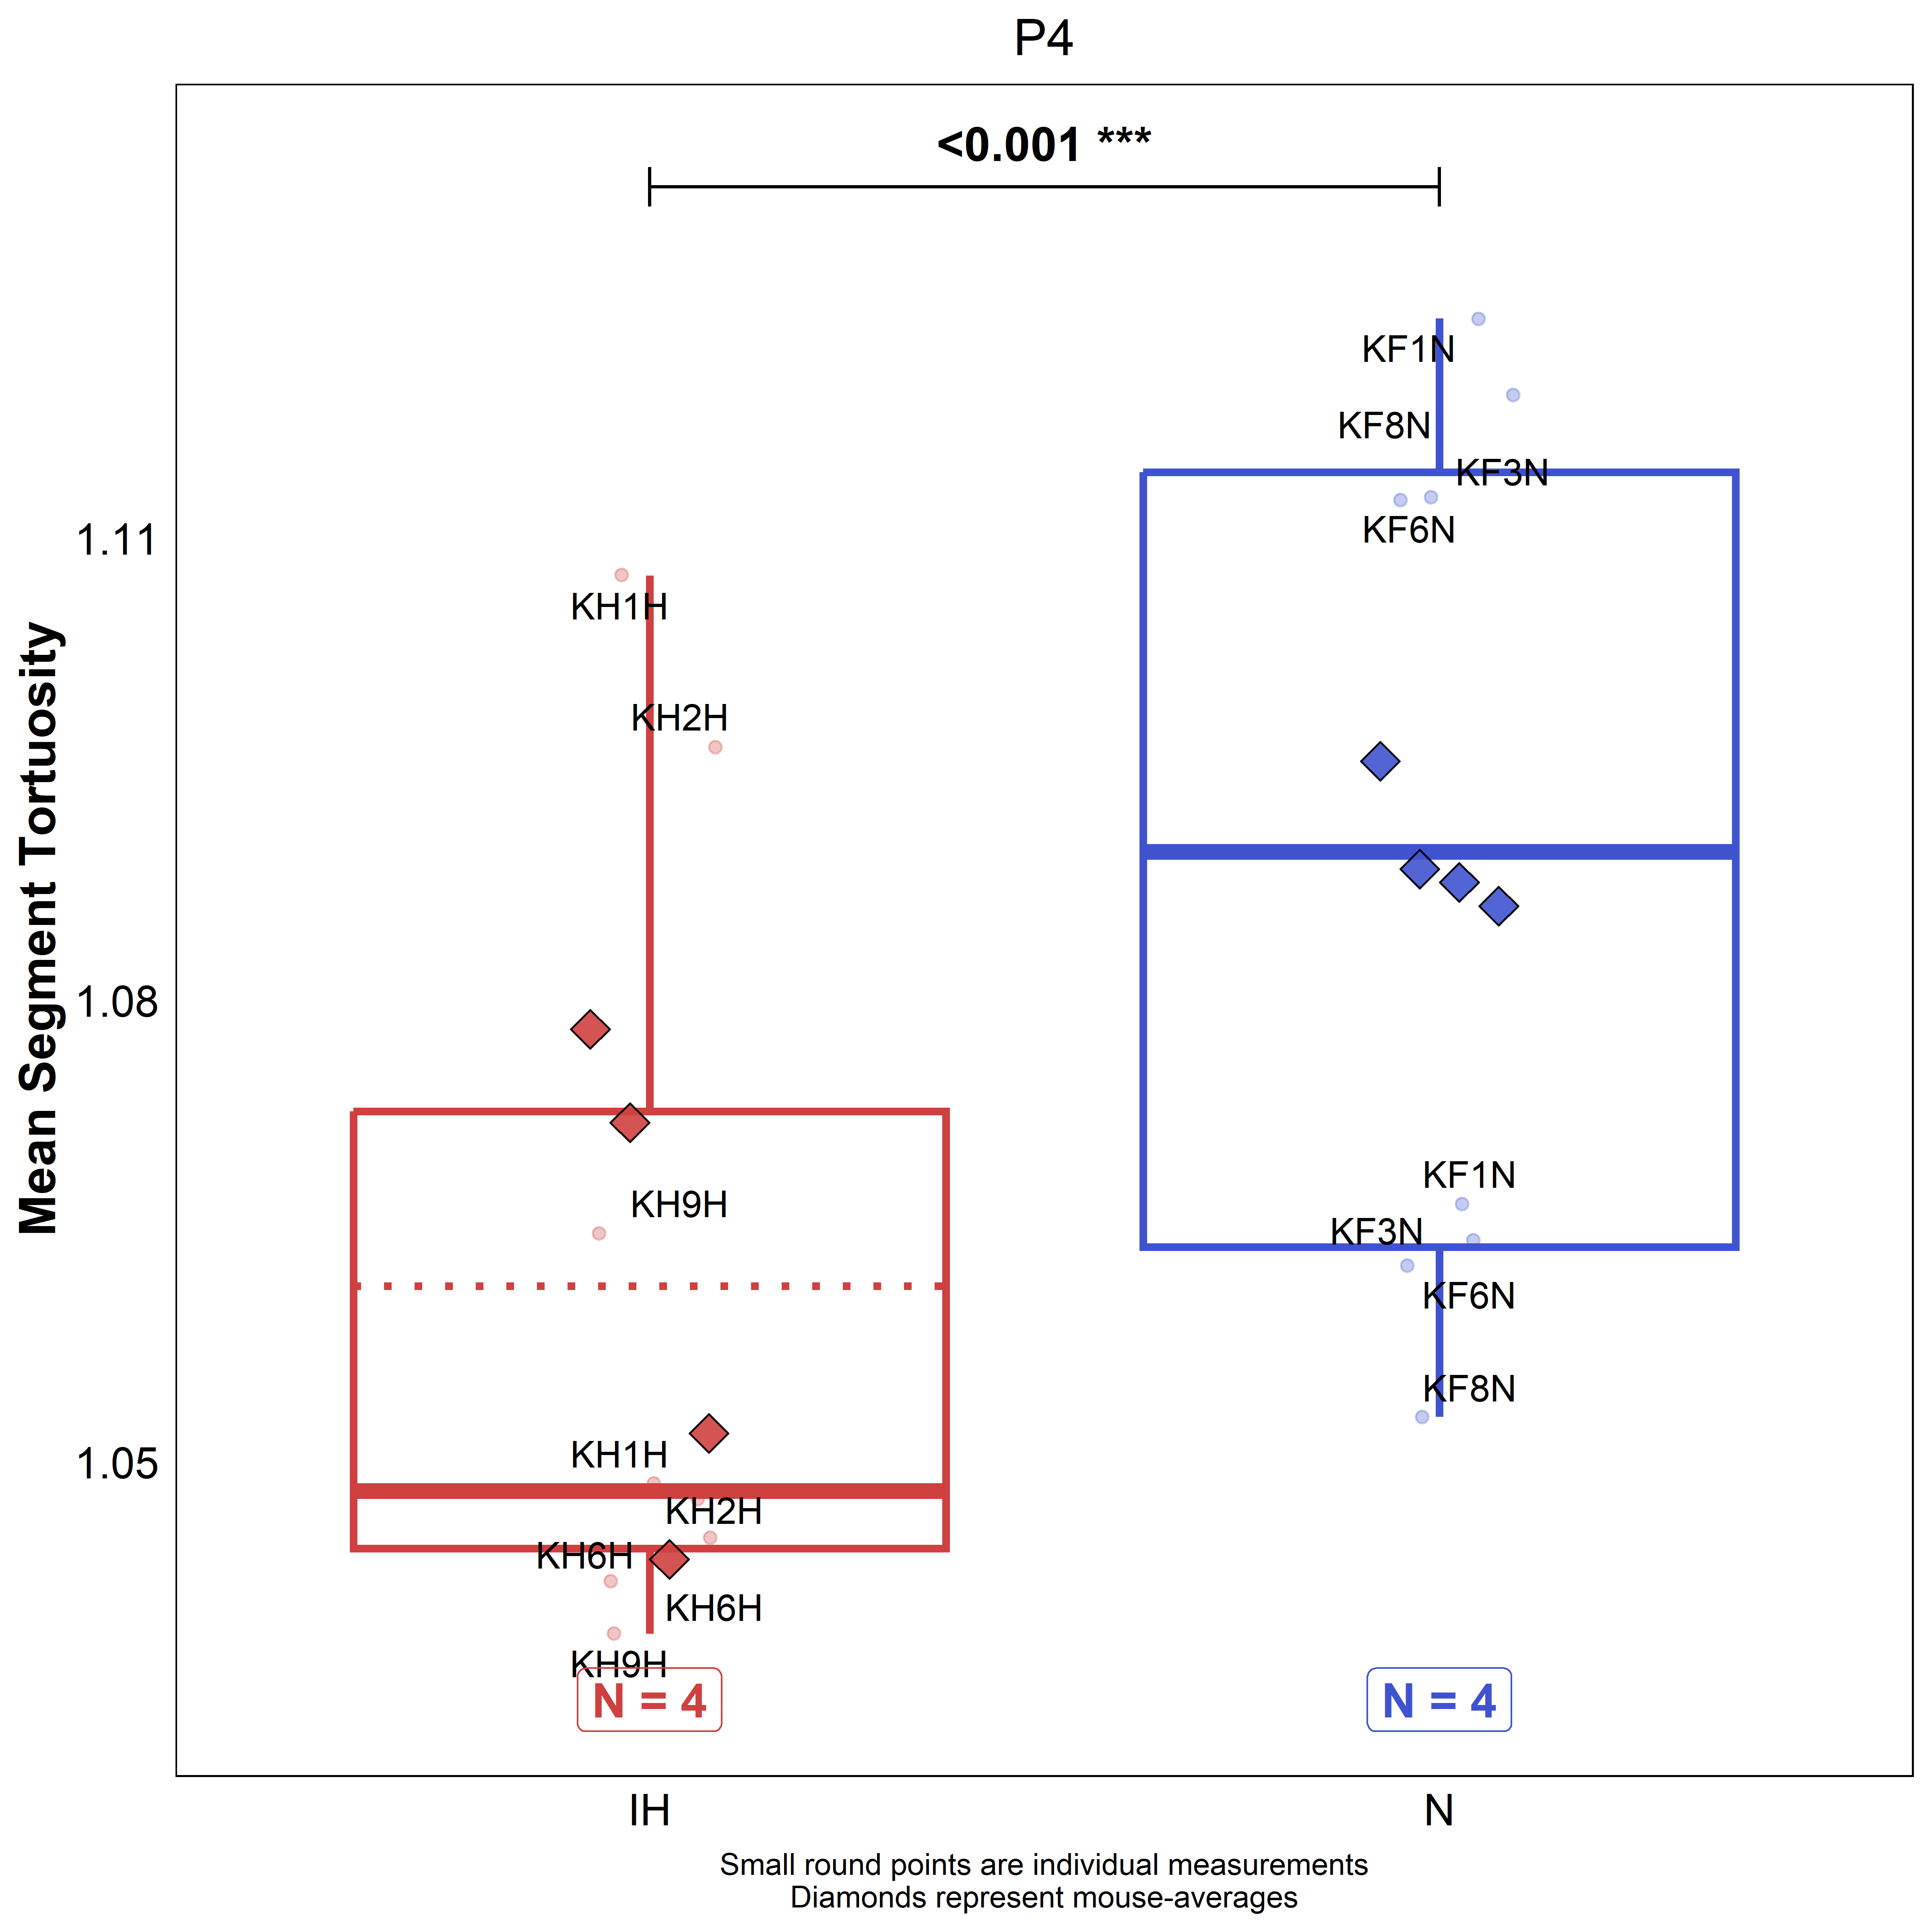 P4
<0.001 ***
KF1N
KF8N
KF3N
KF6N
1.11
KH1H
KH2H
Mean Segment Tortuosity
1.08
KF1N
KH9H
KF3N
KF6N
KF8N
1.05
KH1H
KH2H
KH6H
KH6H
KH9H
N = 4
N = 4
IH
N
Small round points are individual measurements
Diamonds represent mouse-averages